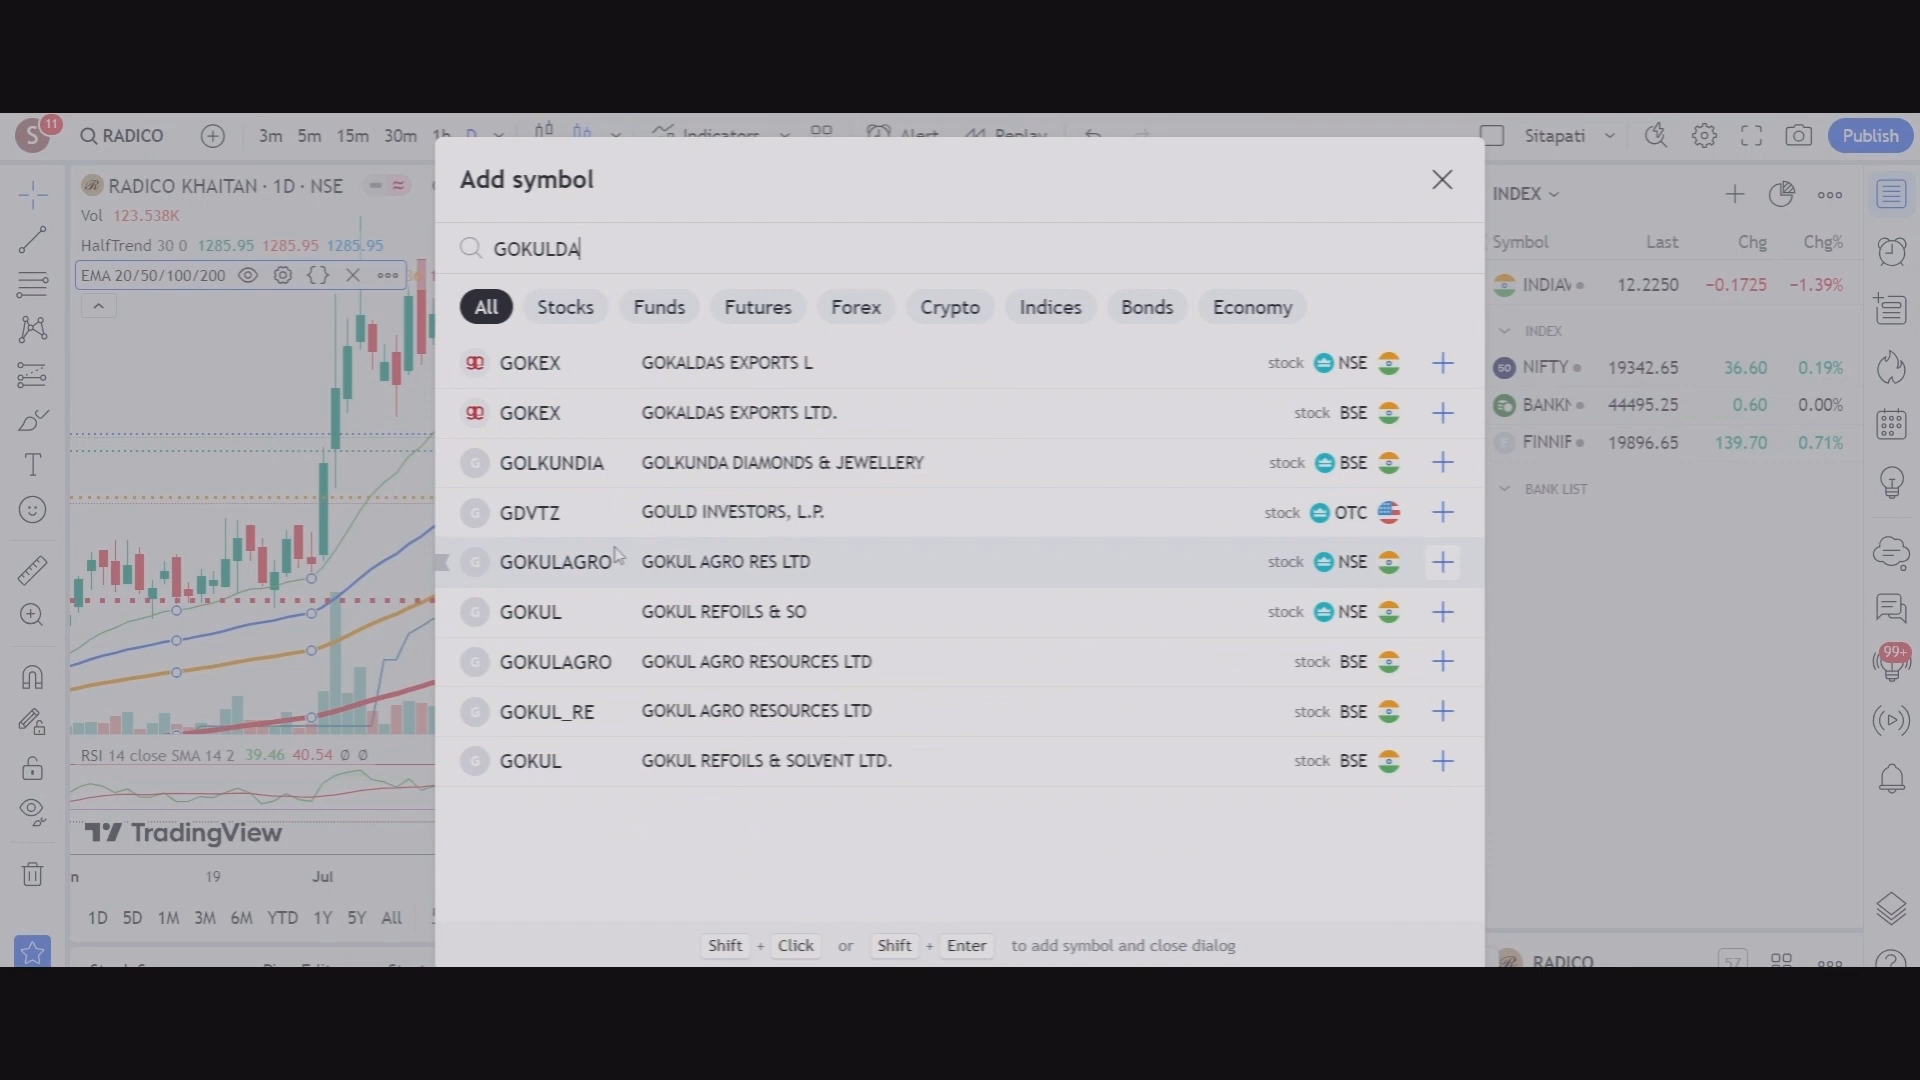 S 11 RADICO 3m 5m 15m 30m 1h D Indicators Alert Replay Sitapati Publish
RADICO KHAITAN · 1D · NSE
Vol 123.538K
HalfTrend 30 0 1285.95 1285.95 1285.95
EMA 20/50/100/200
Add symbol
GOKULDA
All Stocks Funds Futures Forex Crypto Indices Bonds Economy
GOKEX GOKALDAS EXPORTS L stock NSE
GOKEX GOKALDAS EXPORTS LTD. stock BSE
G GOLKUNDIA GOLKUNDA DIAMONDS & JEWELLERY stock BSE
G GDVTZ GOULD INVESTORS, L.P. stock OTC
G GOKULAGRO GOKUL AGRO RES LTD stock NSE
G GOKUL GOKUL REFOILS & SO stock NSE
G GOKULAGRO GOKUL AGRO RESOURCES LTD stock BSE
G GOKUL_RE GOKUL AGRO RESOURCES LTD stock BSE
G GOKUL GOKUL REFOILS & SOLVENT LTD. stock BSE
Shift + Click or Shift + Enter to add symbol and close dialog
INDEX
Symbol Last Chg Chg%
INDIAV 12.2250 −0.1725 −1.39%
INDEX
50 NIFTY 19342.65 36.60 0.19%
BANKN 44495.25 0.60 0.00%
F FINNIF 19896.65 139.70 0.71%
BANK LIST
99+
RSI 14 close SMA 14 2 39.46 40.54 Ø Ø
TradingView
n 19 Jul
1D 5D 1M 3M 6M YTD 1Y 5Y All
RADICO 57